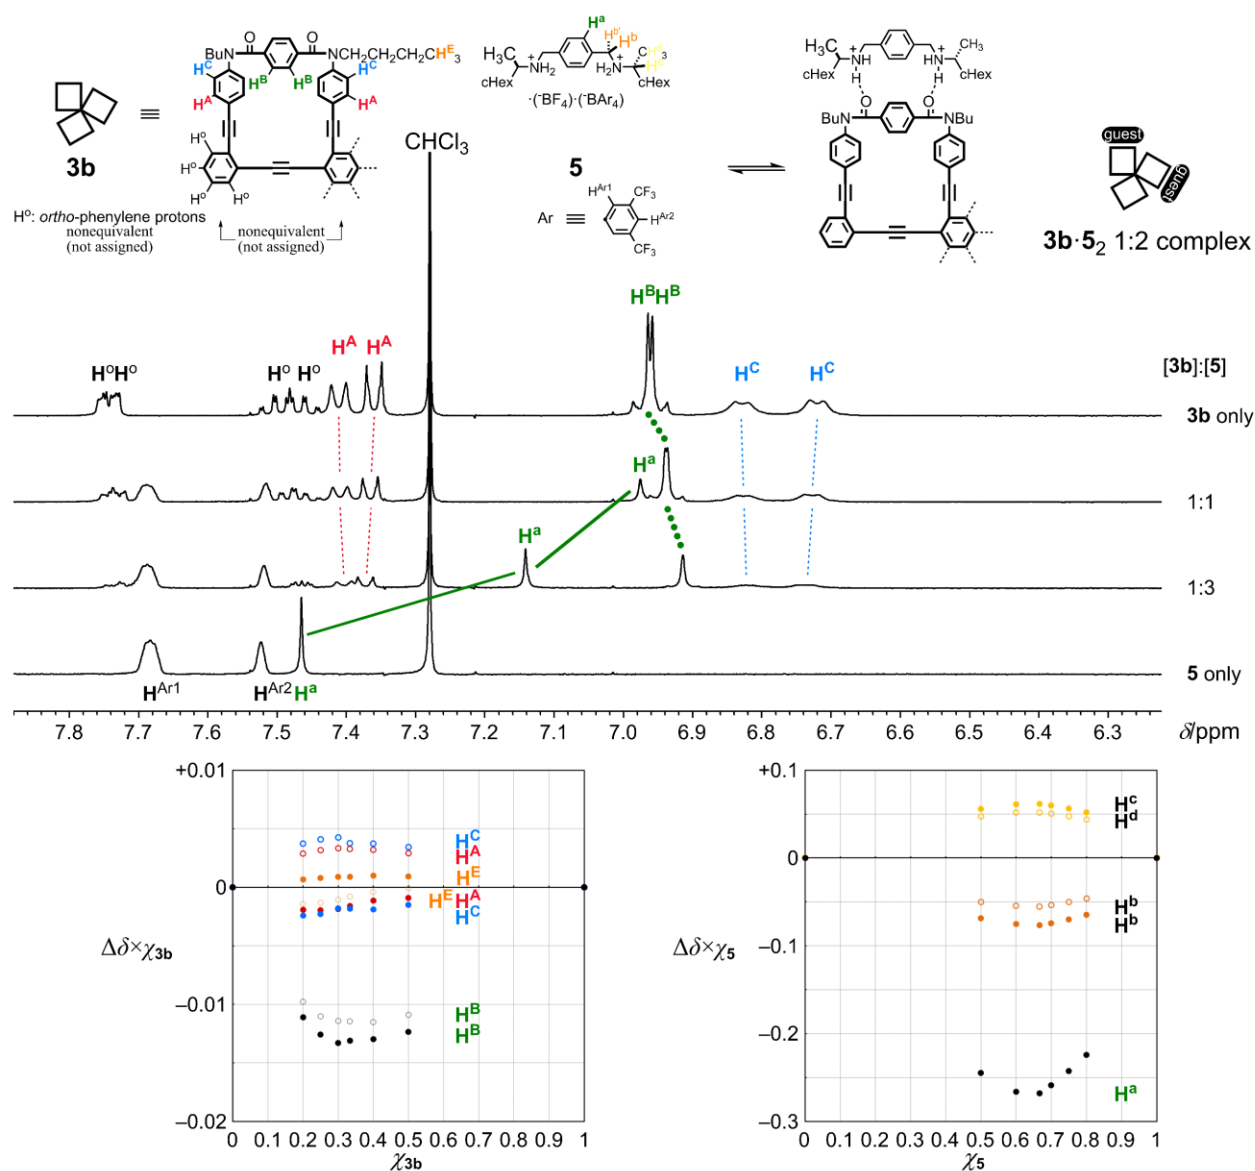 O O
BuN NCH₂CH₂CH₂CHᴱ₃
Hᶜ Hᴮ Hᴮ Hᶜ
Hᴬ Hᴬ
3b ≡
Hᵒ
Hᵒ
Hᵒ Hᵒ
Hᵒ: ortho-phenylene protons
nonequivalent
(not assigned)
nonequivalent
(not assigned)
5
Hᵃ
Hᵇ' Hᵇ
H₃C
NH₂ H₂N
cHex cHex
·(⁻BF₄)·(⁻BAr₄)
Ar ≡
Hᴬʳ¹ CF₃
Hᴬʳ²
CF₃
H₃C CH₃
NH HN
cHex H H cHex
O O
BuN NBu
guest
guest
3b·5₂ 1:2 complex
CHCl₃
HᵒHᵒ Hᵒ Hᵒ Hᴬ Hᴬ HᴮHᴮ Hᶜ Hᶜ [3b]:[5]
3b only
Hᵃ
1:1
Hᵃ
1:3
5 only
Hᴬʳ¹ Hᴬʳ² Hᵃ
7.8 7.7 7.6 7.5 7.4 7.3 7.2 7.1 7.0 6.9 6.8 6.7 6.6 6.5 6.4 6.3 δ/ppm
+0.01
0
−0.01
−0.02
Δδ×χ3b
Hᶜ
Hᴬ
Hᴱ
Hᴱ Hᴬ
Hᶜ
Hᴮ
Hᴮ
0 0.1 0.2 0.3 0.4 0.5 0.6 0.7 0.8 0.9 1
χ3b
+0.1
0
−0.1
−0.2
−0.3
Δδ×χ5
Hᶜ
Hᵈ
Hᵇ
Hᵇ
Hᵃ
0 0.1 0.2 0.3 0.4 0.5 0.6 0.7 0.8 0.9 1
χ5